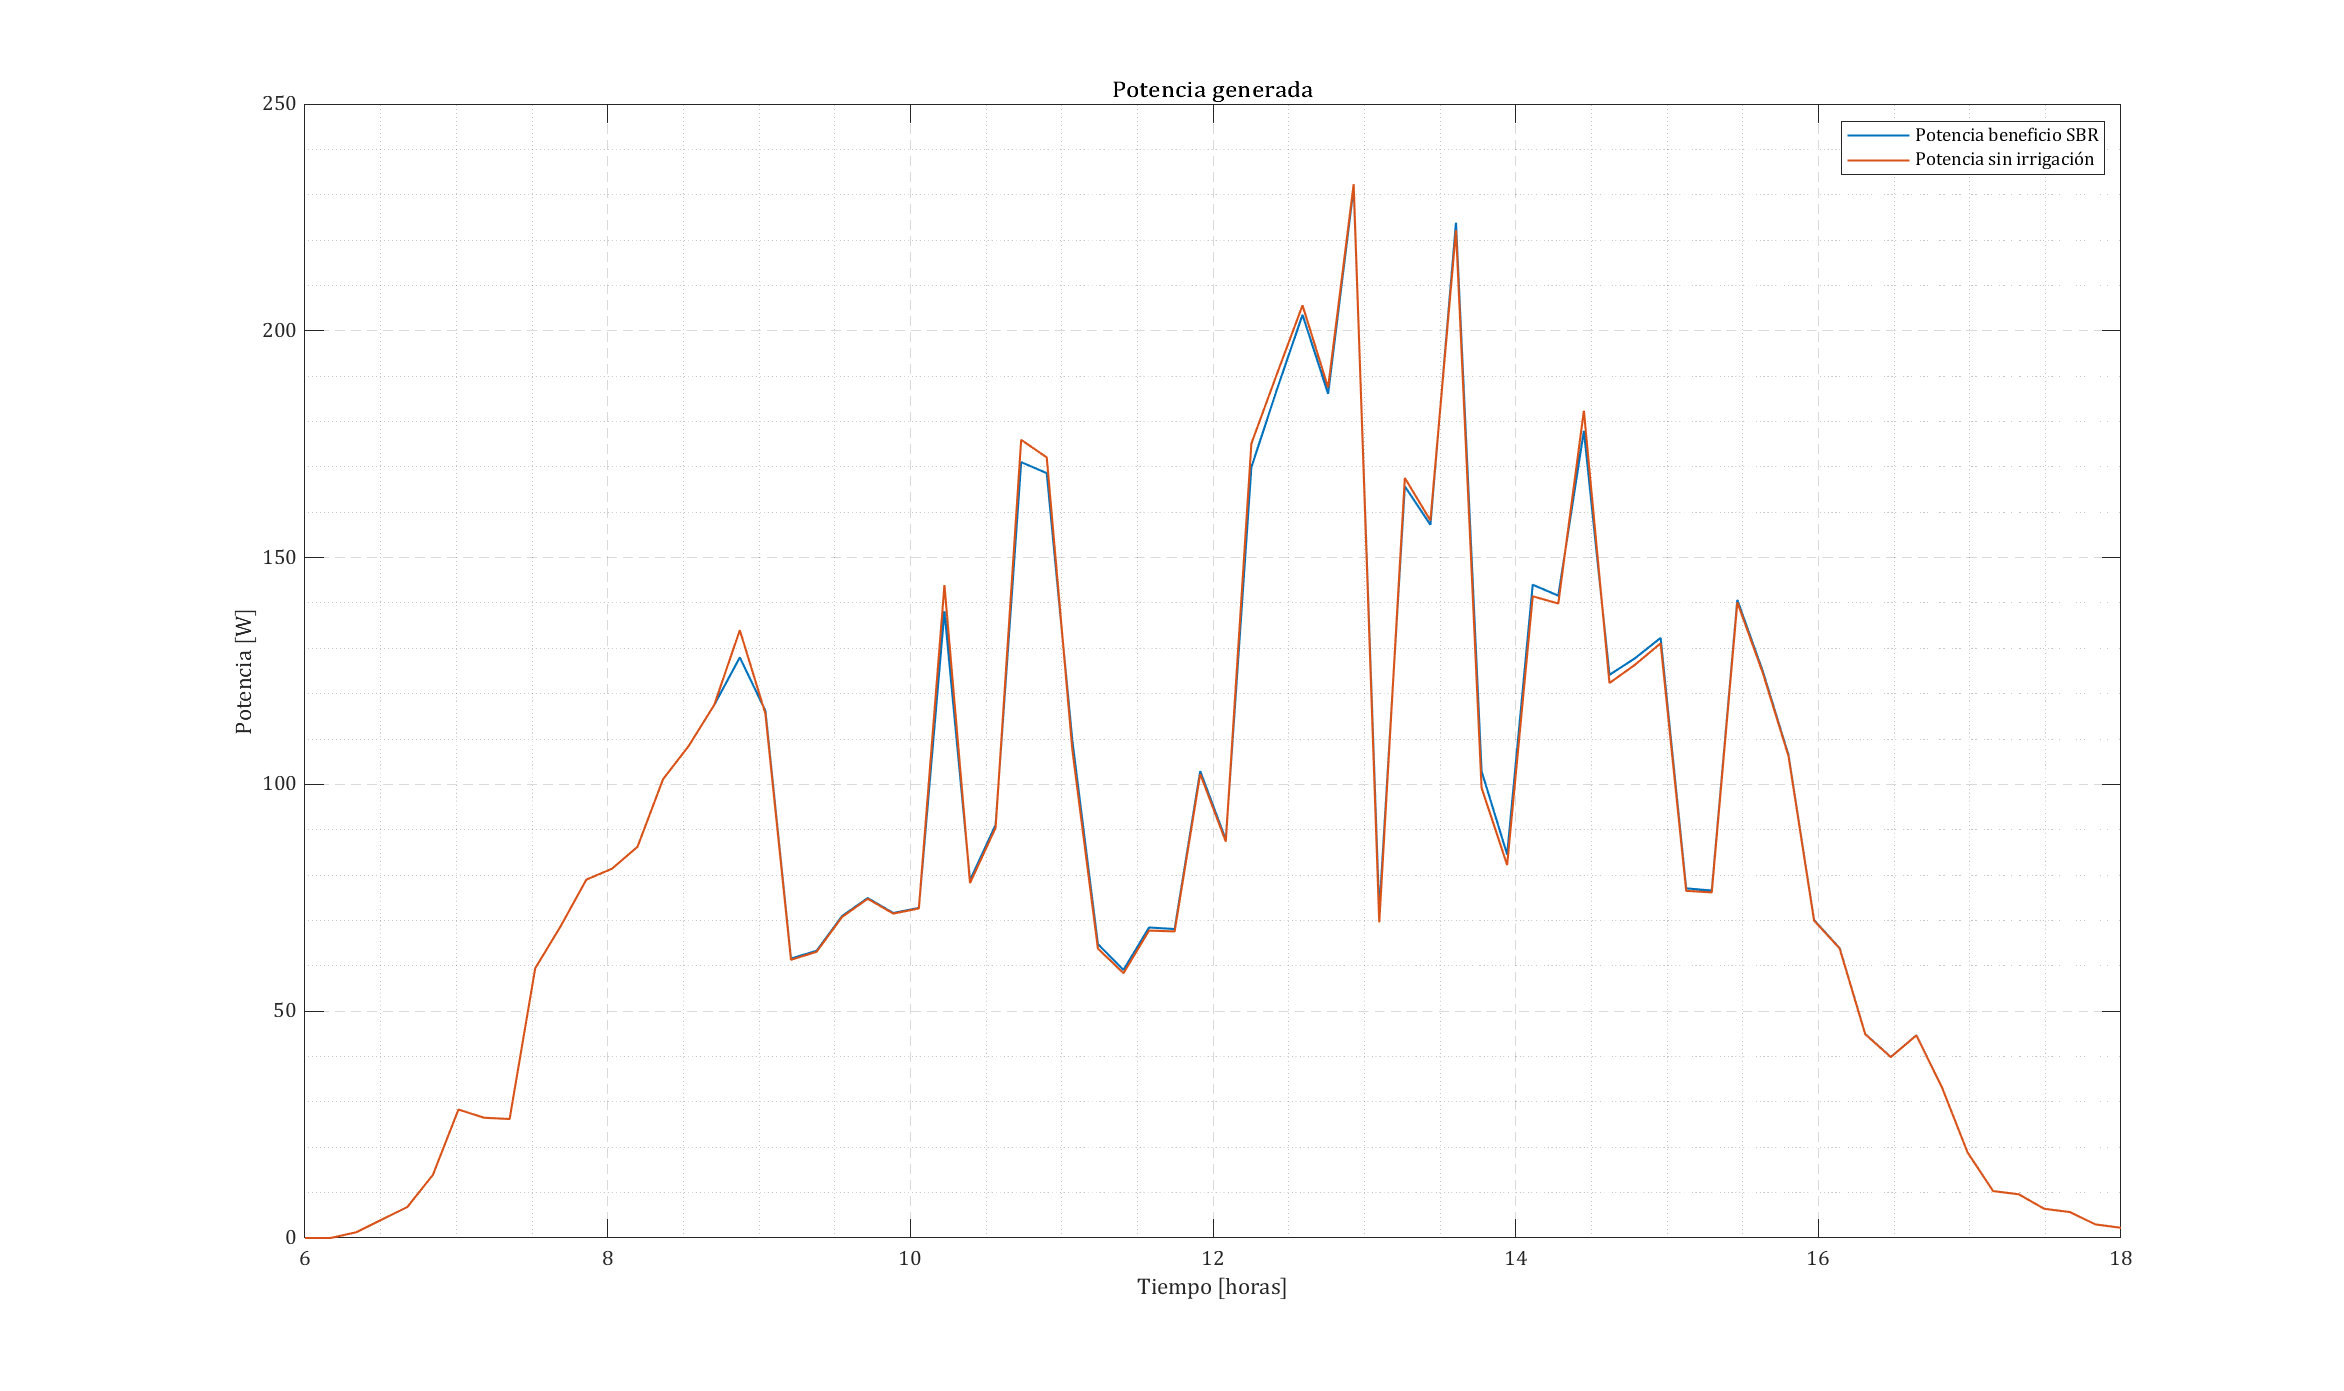 Potencia generada
250
200
150
100
50
0
Potencia [W]
Potencia beneficio SBR
Potencia sin irrigación
6 8 10 12 14 16 18
Tiempo [horas]